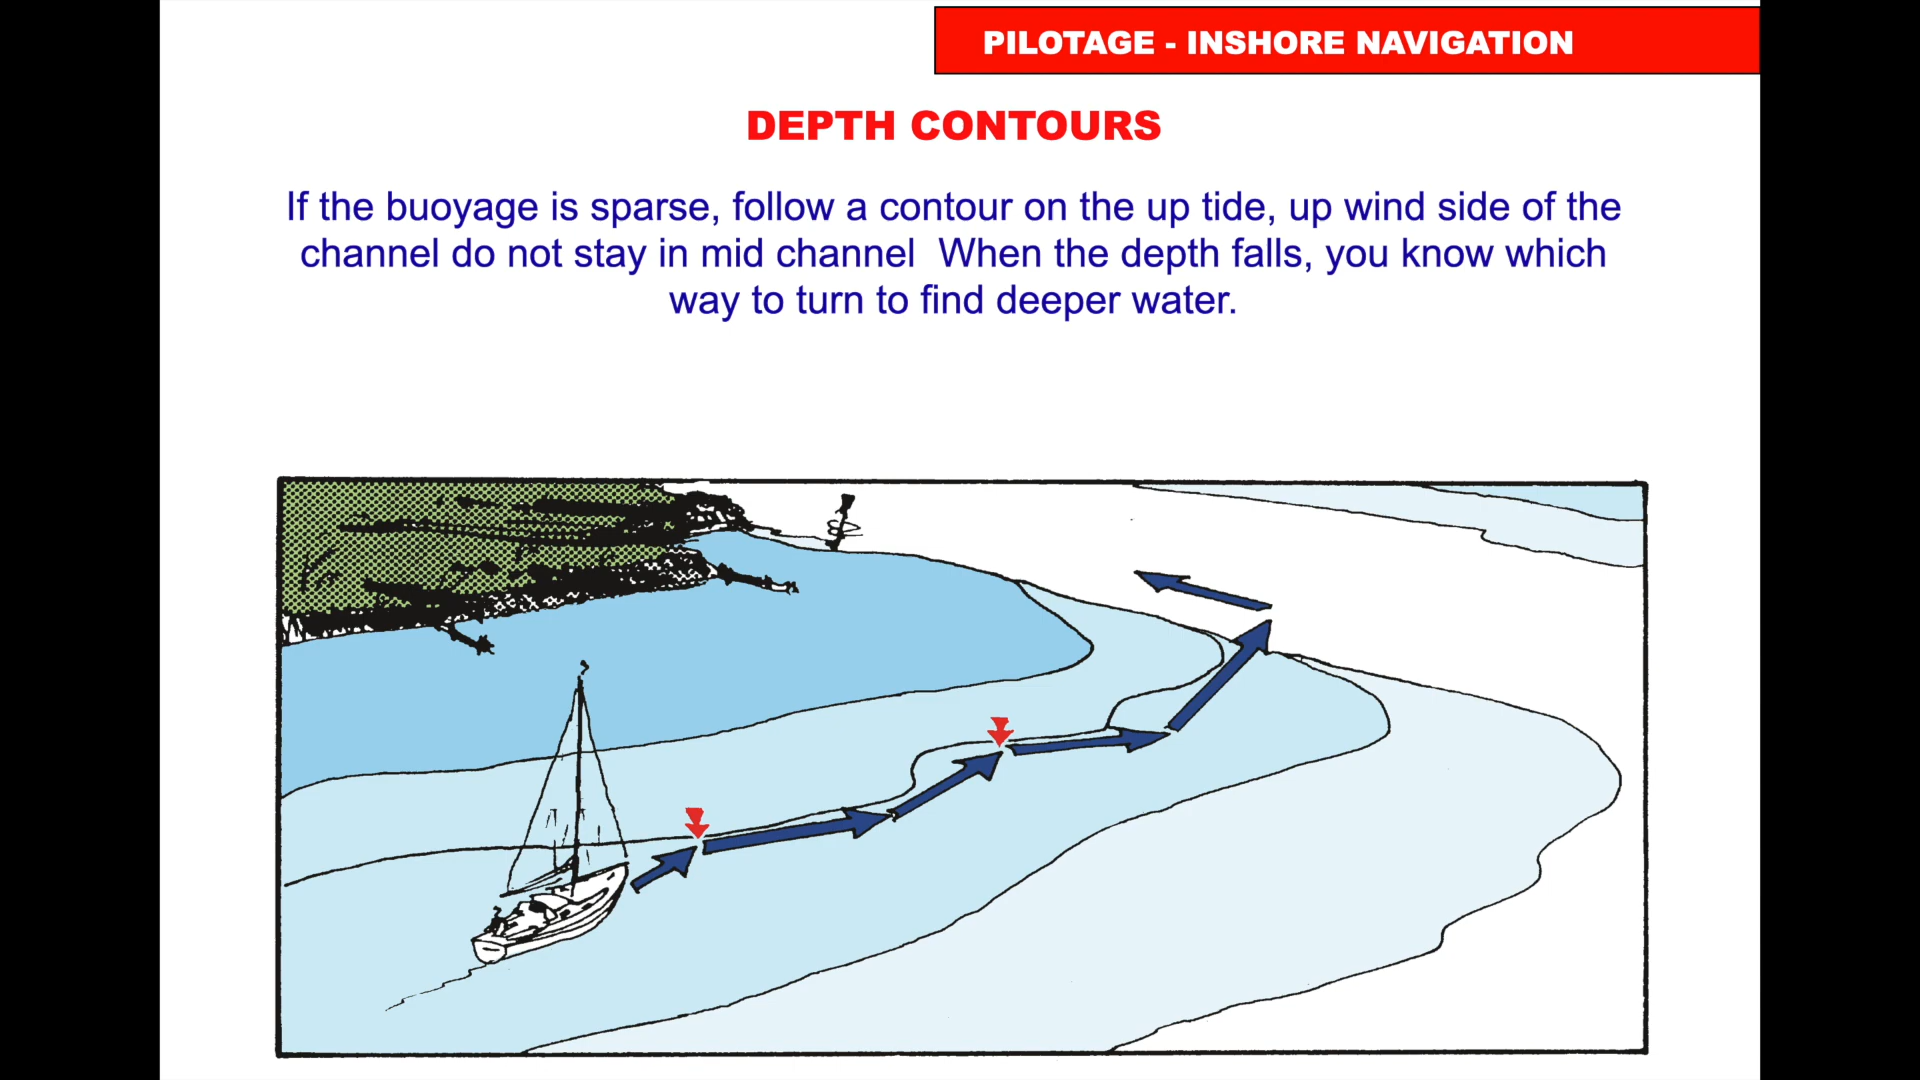 PILOTAGE - INSHORE NAVIGATION
DEPTH CONTOURS
If the buoyage is sparse, follow a contour on the up tide, up wind side of the
channel do not stay in mid channel  When the depth falls, you know which
way to turn to find deeper water.